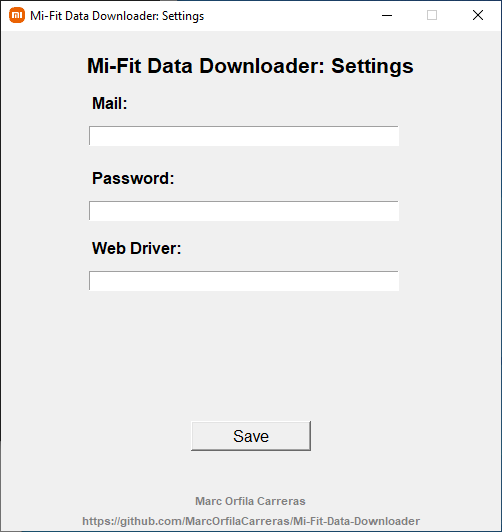 Mi-Fit Data Downloader: Settings
Mi-Fit Data Downloader: Settings
Mail:
Password:
Web Driver:
Save
Marc Orfila Carreras
https://github.com/MarcOrfilaCarreras/Mi-Fit-Data-Downloader